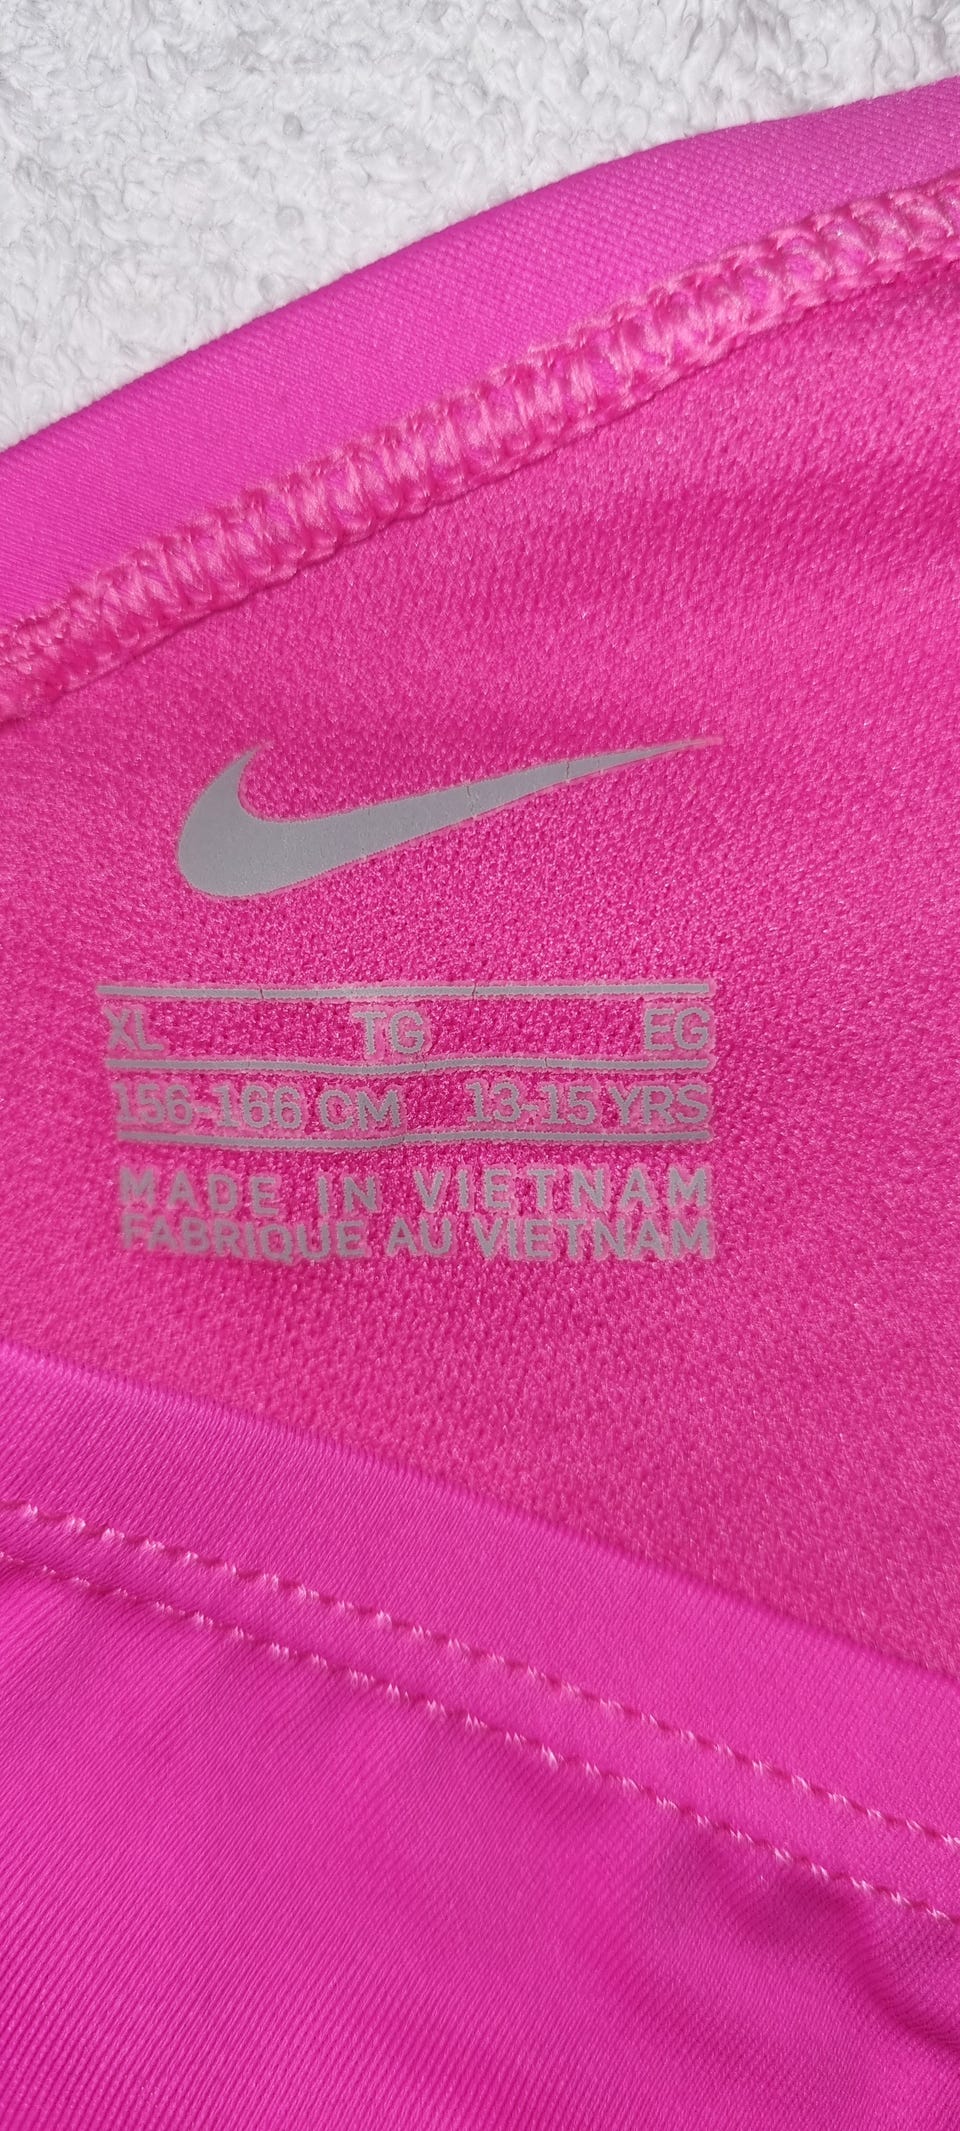 XL TG EG
156-166 CM 13-15 YRS
MADE IN VIETNAM
FABRIQUE AU VIETNAM